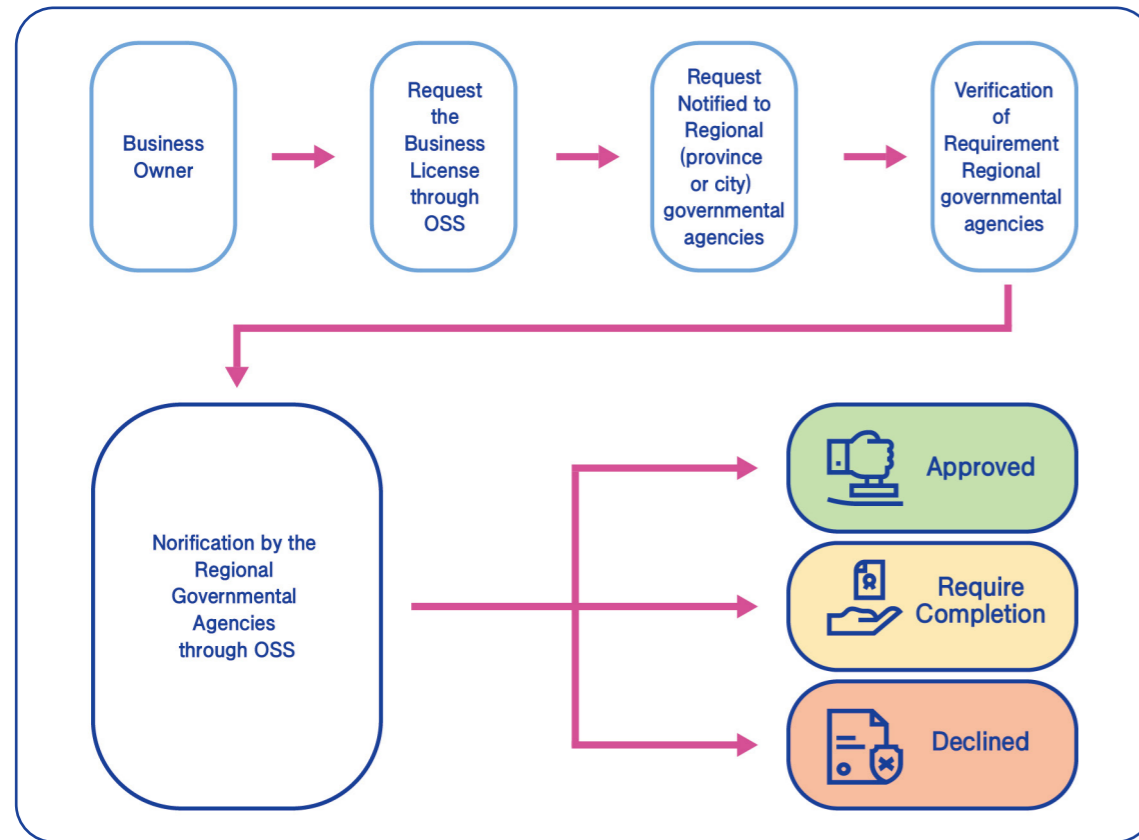 Business
Owner
Request
the
Business
License
through
OSS
Request
Notified to
Regional
(province
or city)
governmental
agencies
Verification
of
Requirement
Regional
governmental
agencies
Norification by the
Regional
Governmental
Agencies
through OSS
Approved
Require
Completion
Declined